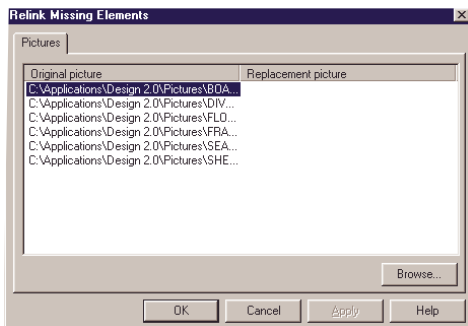 Relink Missing Elements
Pictures
Original picture Replacement picture
C:\Applications\Design 2.0\Pictures\BOA...
C:\Applications\Design 2.0\Pictures\DIV...
C:\Applications\Design 2.0\Pictures\FLO...
C:\Applications\Design 2.0\Pictures\FRA...
C:\Applications\Design 2.0\Pictures\SEA...
C:\Applications\Design 2.0\Pictures\SHE...
Browse...
OK Cancel Apply Help